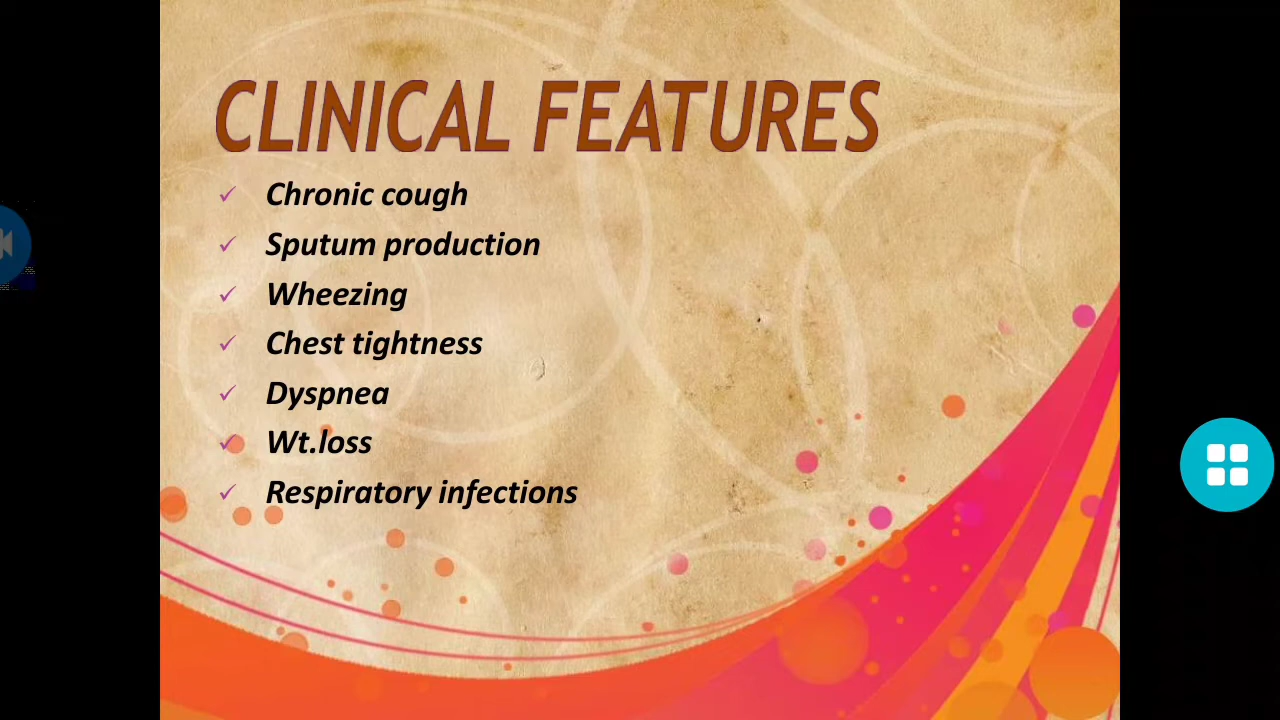 CLINICAL FEATURES
✓ Chronic cough
✓ Sputum production
✓ Wheezing
✓ Chest tightness
✓ Dyspnea
✓ Wt.loss
✓ Respiratory infections